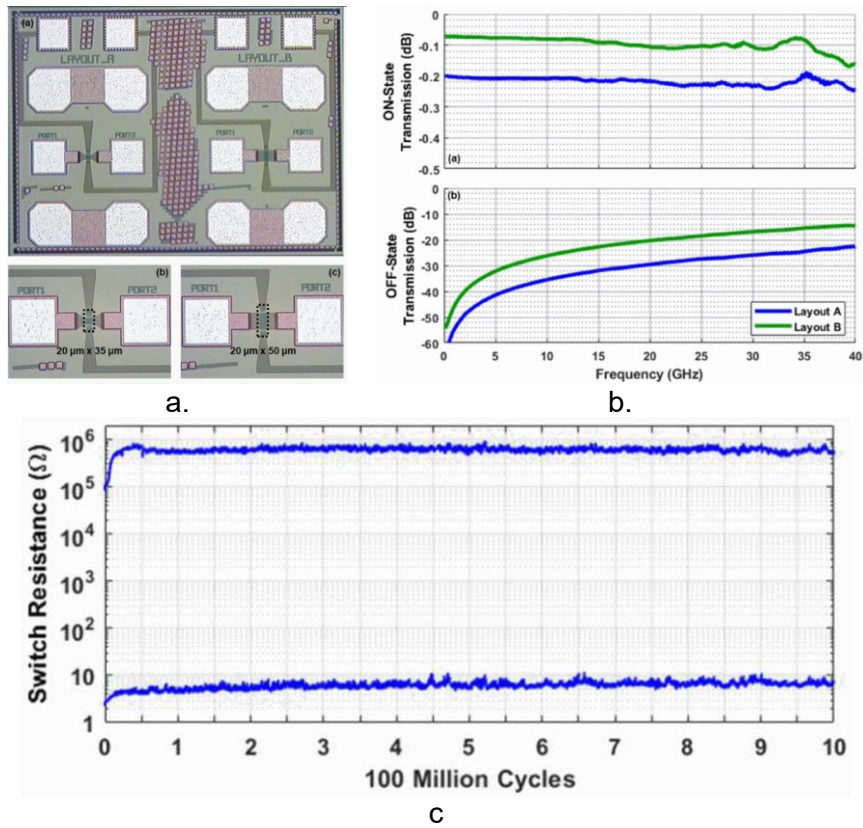 (a)
LAYOUT_A LAYOUT_B
PORT1 PORT2 PORT1 PORT2
(b) (c)
PORT1 PORT2 PORT1 PORT2
20 µm x 35 µm 20 µm x 50 µm
a.
ON-State
Transmission (dB)
0
-0.1
-0.2
-0.3
-0.4
-0.5
(a)
OFF-State
Transmission (dB)
0
-10
-20
-30
-40
-50
-60
(b)
Layout A
Layout B
0 5 10 15 20 25 30 35 40
Frequency (GHz)
b.
Switch Resistance (Ω)
10⁶
10⁵
10⁴
10³
10²
10
1
0 1 2 3 4 5 6 7 8 9 10
100 Million Cycles
c